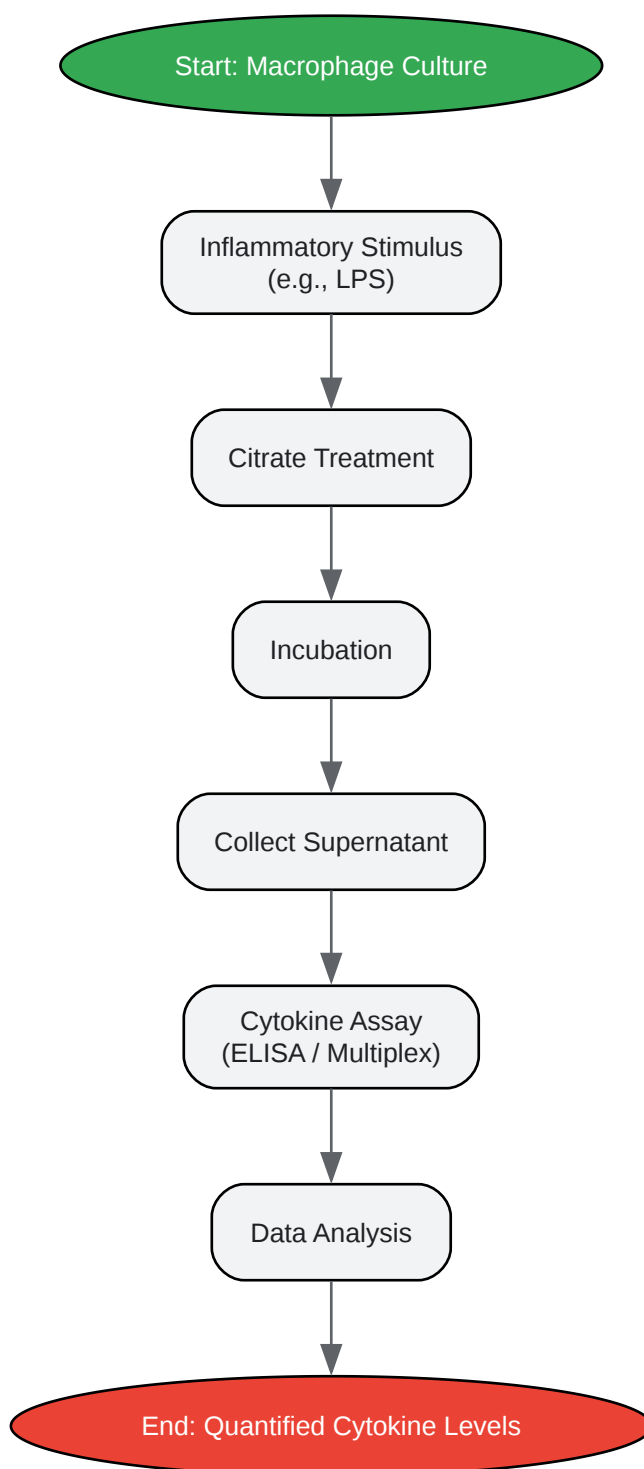 Start: Macrophage Culture
Inflammatory Stimulus
(e.g., LPS)
Citrate Treatment
Incubation
Collect Supernatant
Cytokine Assay
(ELISA / Multiplex)
Data Analysis
End: Quantified Cytokine Levels